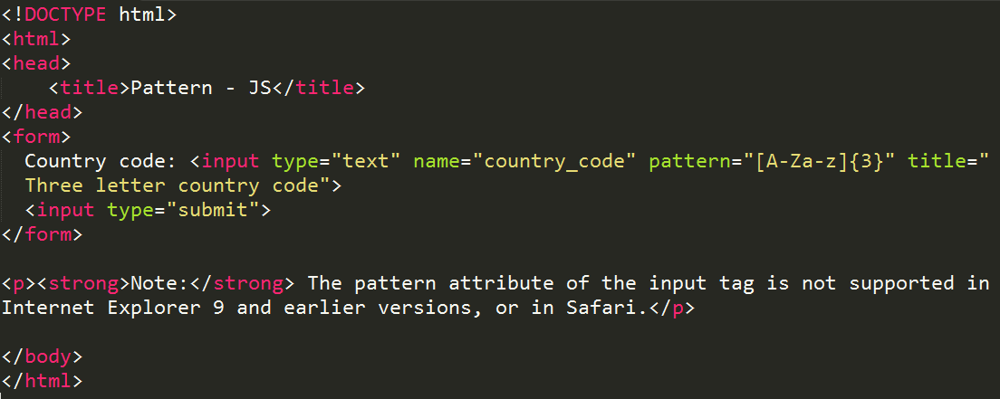 <!DOCTYPE html>
<html>
<head>
    <title>Pattern - JS</title>
</head>
<form>
  Country code: <input type="text" name="country_code" pattern="[A-Za-z]{3}" title="
  Three letter country code">
  <input type="submit">
</form>

<p><strong>Note:</strong> The pattern attribute of the input tag is not supported in
Internet Explorer 9 and earlier versions, or in Safari.</p>

</body>
</html>